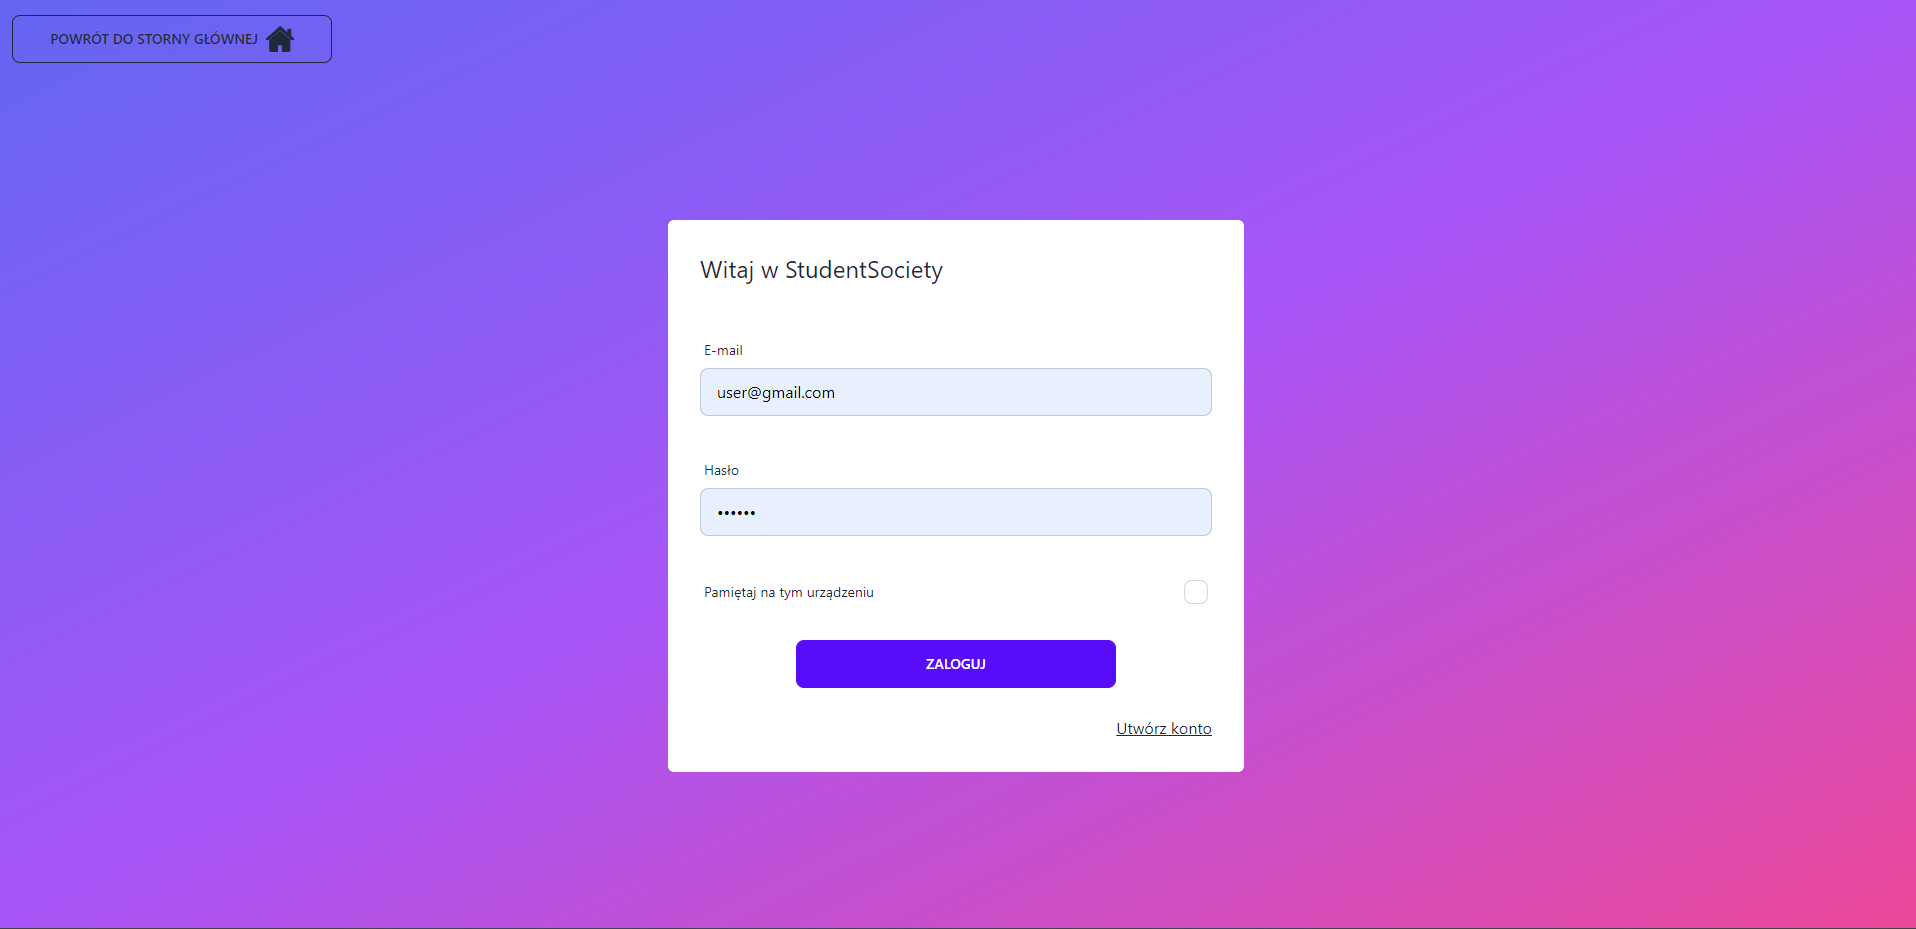 POWRÓT DO STORNY GŁÓWNEJ
Witaj w StudentSociety
E-mail
user@gmail.com
Hasło
••••••
Pamiętaj na tym urządzeniu
ZALOGUJ
Utwórz konto